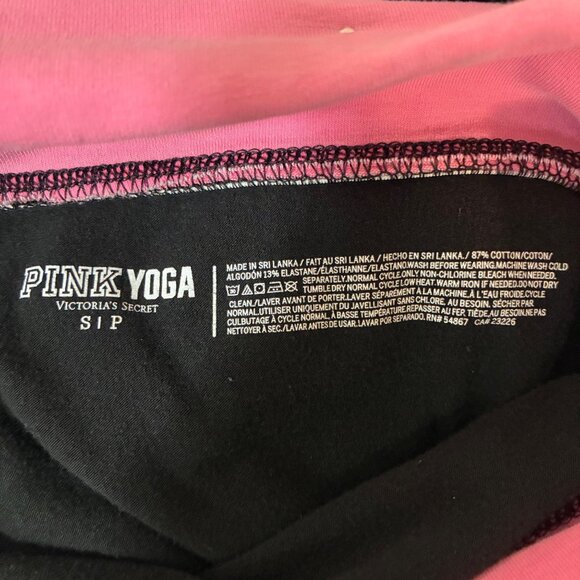 PINK YOGA
VICTORIA'S SECRET
S | P
MADE IN SRI LANKA / FAIT AU SRI LANKA / HECHO EN SRI LANKA./ 87% COTTON/COTON/
ALGODÓN 13% ELASTANE/ÉLASTHANNE/ELASTANO.WASH BEFORE WEARING.MACHINE WASH COLD
SEPARATELY.NORMAL CYCLE.ONLY NON-CHLORINE BLEACH WHEN NEEDED.
TUMBLE DRY NORMAL CYCLE LOW HEAT. WARM IRON IF NEEDED.DO NOT DRY
CLEAN./LAVER AVANT DE PORTER.LAVER SÉPARÉMENT À LA MACHINE, À L'EAU FROIDE.CYCLE
NORMAL.UTILISER UNIQUEMENT DU JAVELLISANT SANS CHLORE, AU BESOIN. SÉCHER PAR
CULBUTAGE À CYCLE NORMAL, À BASSE TEMPÉRATURE.REPASSER AU FER TIÈDE,AU BESOIN.NE PAS
NETTOYER À SEC./LAVAR ANTES DE USAR. LAVAR POR SEPARADO. RN# 54867 CA# 23226